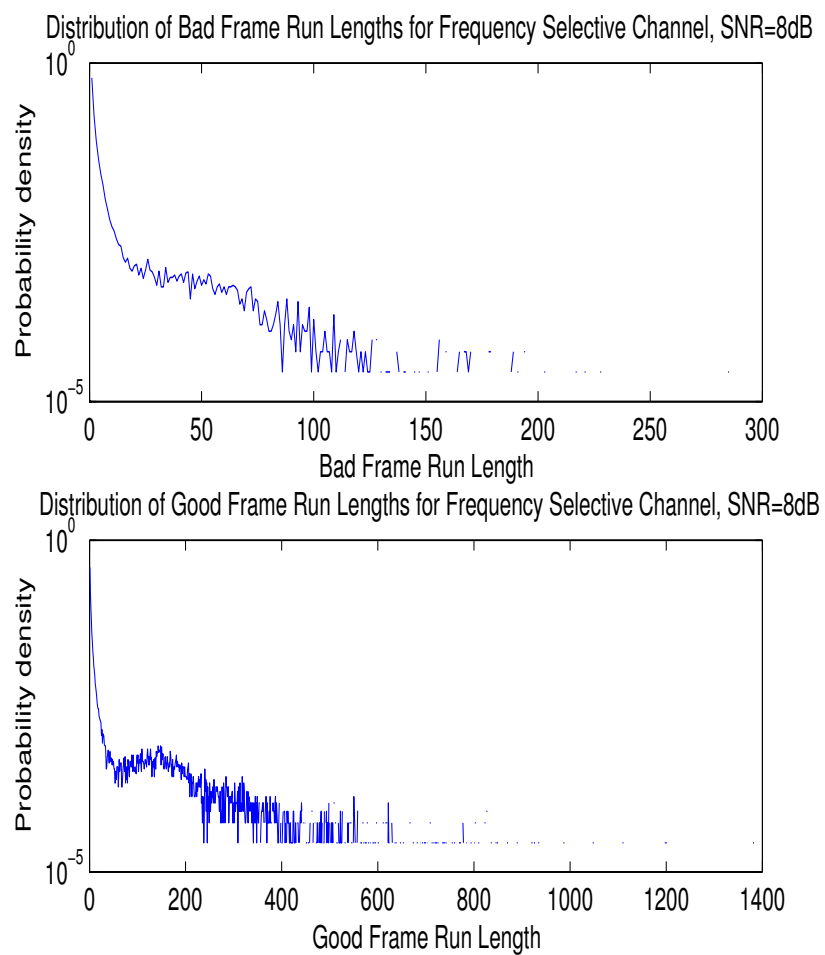 Distribution of Bad Frame Run Lengths for Frequency Selective Channel, SNR=8dB
10^0
Probability density
10^-5
0 50 100 150 200 250 300
Bad Frame Run Length
Distribution of Good Frame Run Lengths for Frequency Selective Channel, SNR=8dB
10^0
Probability density
10^-5
0 200 400 600 800 1000 1200 1400
Good Frame Run Length